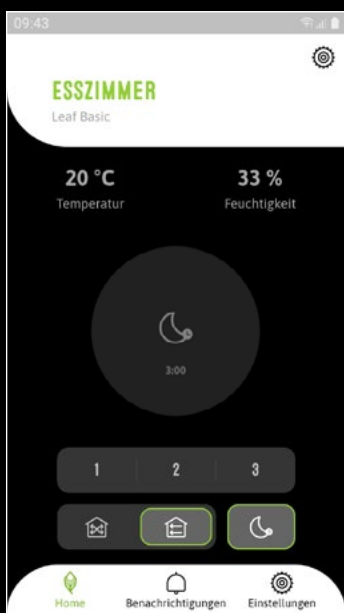 09:43
ESSZIMMER
Leaf Basic
20 °C
33 %
Temperatur
Feuchtigkeit
3:00
1
2
3
Home
Benachrichtigungen
Einstellungen